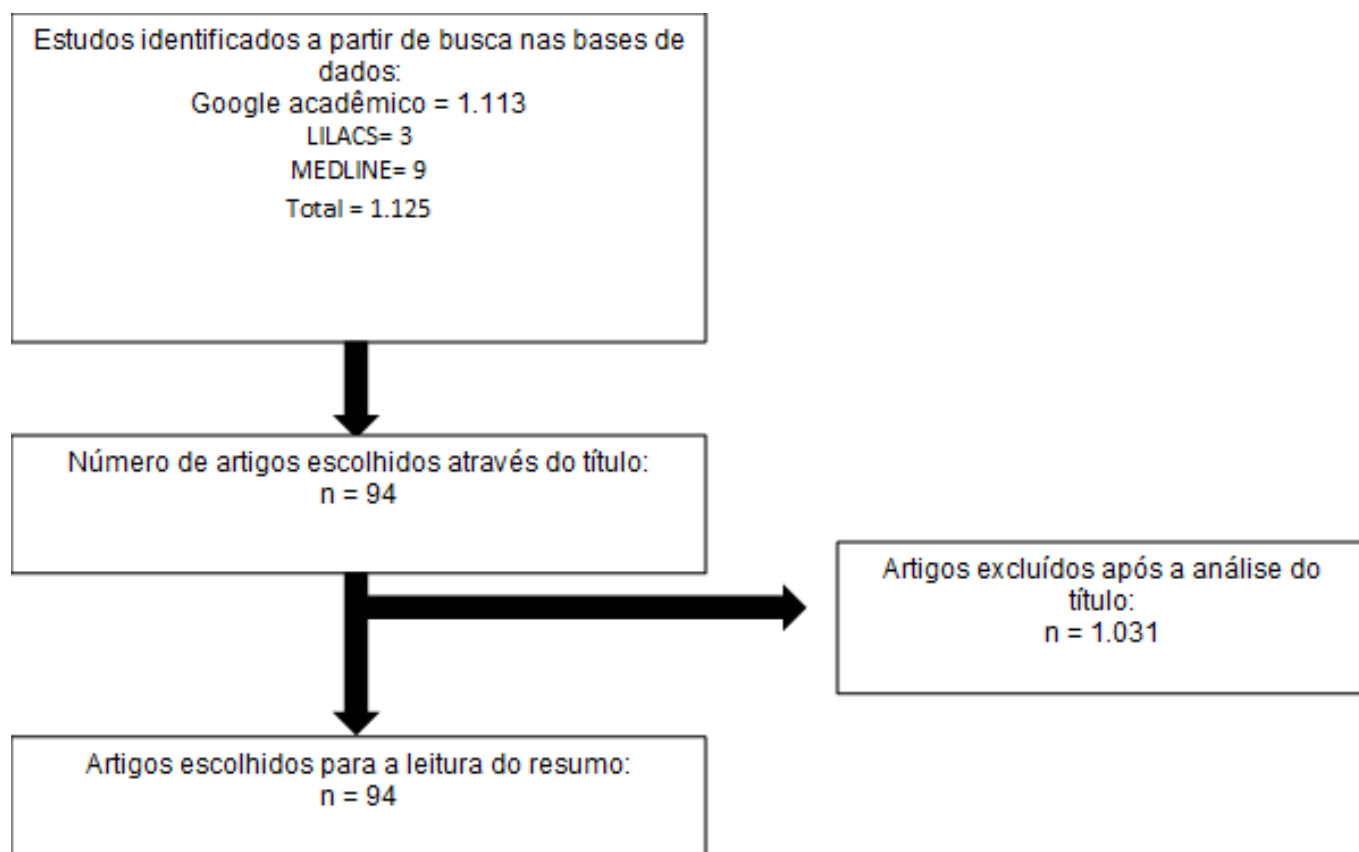 Estudos identificados a partir de busca nas bases de
dados:
Google acadêmico = 1.113
LILACS= 3
MEDLINE= 9
Total = 1.125
Número de artigos escolhidos através do título:
n = 94
Artigos excluídos após a análise do
título:
n = 1.031
Artigos escolhidos para a leitura do resumo:
n = 94